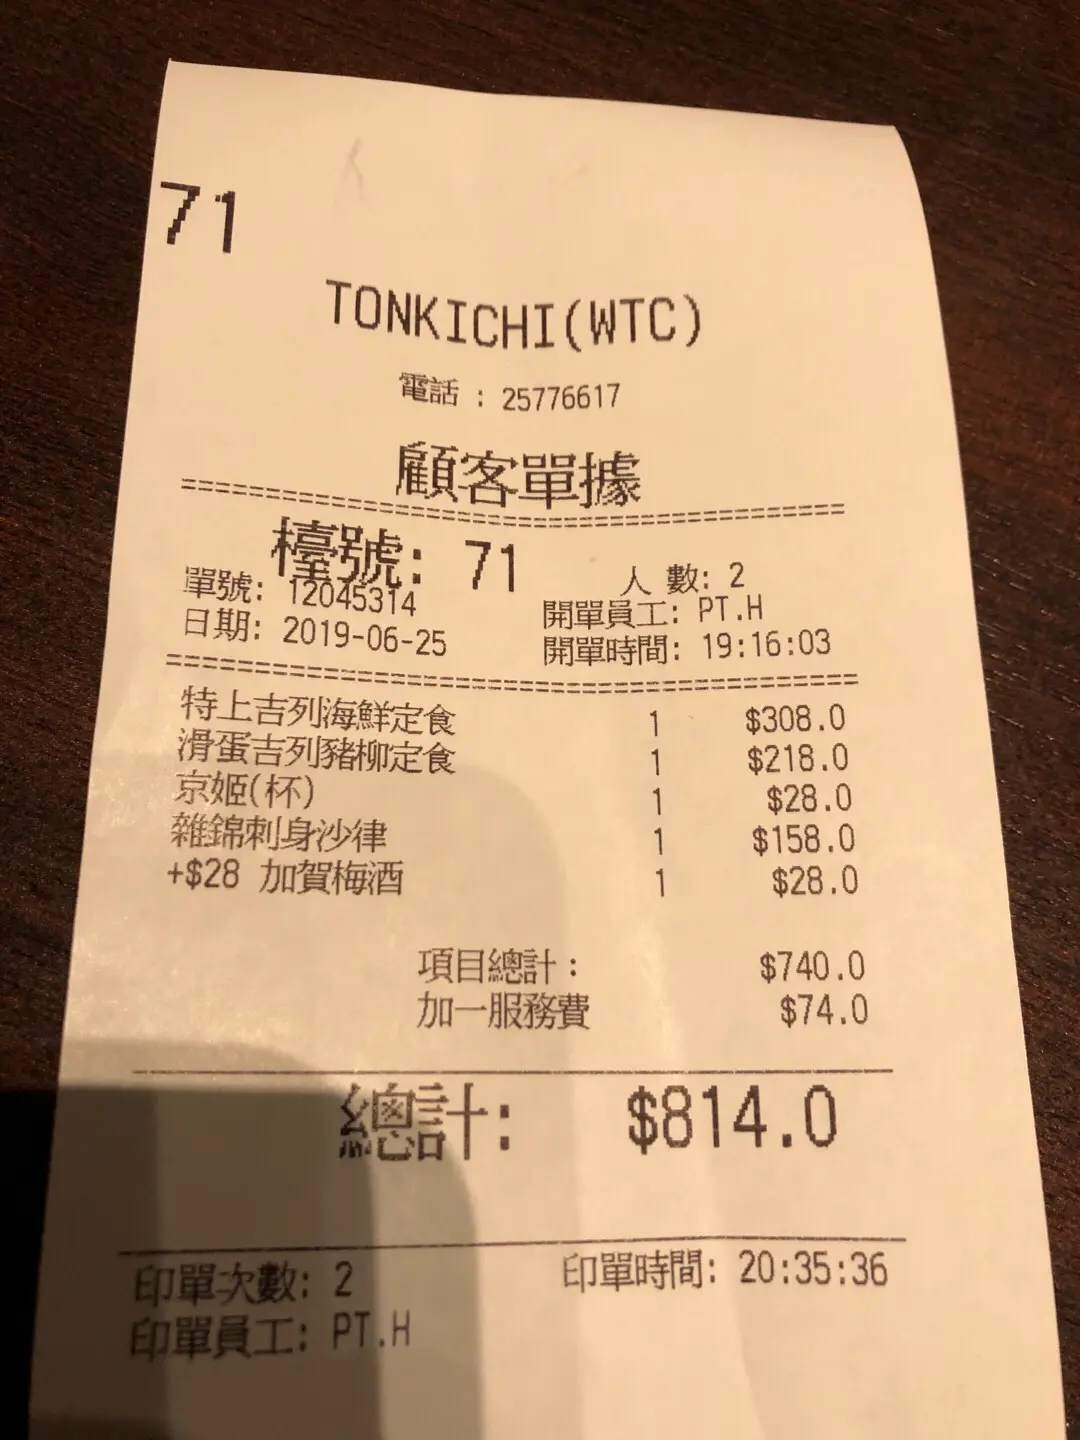 71
TONKICHI(WTC)
電話 : 25776617
顧客單據
檯號: 71
人 數: 2
單號: 12045314
開單員工: PT.H
日期: 2019-06-25
開單時間: 19:16:03
特上吉列海鮮定食 1 $308.0
滑蛋吉列豬柳定食 1 $218.0
京姬(杯) 1 $28.0
雜錦刺身沙律 1 $158.0
+$28 加賀梅酒 1 $28.0
項目總計: $740.0
加一服務費 $74.0
總計: $814.0
印單次數: 2
印單時間: 20:35:36
印單員工: PT.H